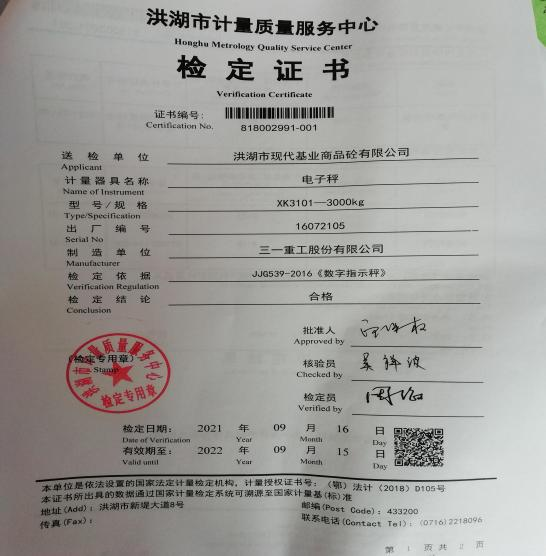 洪湖市计量质量服务中心
Honghu Metrology Quality Service Center
检定证书
Verification Certificate
证书编号:
Certification No. 818002991-001
送检单位 洪湖市现代基业商品砼有限公司
Applicant
计量器具名称 电子秤
Name of Instrument
型号/规格 XK3101—3000kg
Type/Specification
出厂编号 16072105
Serial No
制造单位 三一重工股份有限公司
Manufacturer
检定依据 JJG539-2016《数字指示秤》
Verification Regulation
检定结论 合格
Conclusion
批准人
Approved by
(检定专用章) 核验员
Stamp Checked by
洪湖市计量质量服务中心
检定专用章
检定员
Verified by
检定日期: 2021 年 09 月 16 日
Date of Verification Year Month Day
有效期至: 2022 年 09 月 15 日
Valid until Year Month Day
本单位是依法设置的国家法定计量检定机构,计量授权证书号:(鄂)法计(2018)D105号
本证书所出具的数据通过国家计量检定系统可溯源至国家计量基(标)准
地址(Add):洪湖市新堤大道8号 邮编(Post Code):433200
传真(Fax): 联系电话(Contact Tel):(0716)2218096
第 1 页 共 2 页